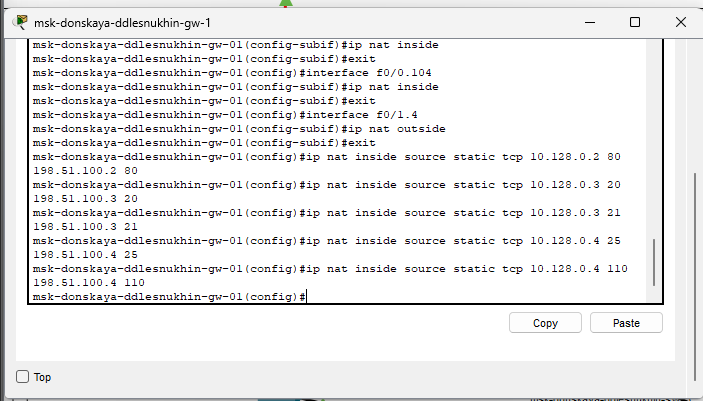 msk-donskaya-ddlesnukhin-gw-1
msk-donskaya-ddlesnukhin-gw-01(config-subif)#ip nat inside
msk-donskaya-ddlesnukhin-gw-01(config-subif)#exit
msk-donskaya-ddlesnukhin-gw-01(config)#interface f0/0.104
msk-donskaya-ddlesnukhin-gw-01(config-subif)#ip nat inside
msk-donskaya-ddlesnukhin-gw-01(config-subif)#exit
msk-donskaya-ddlesnukhin-gw-01(config)#interface f0/1.4
msk-donskaya-ddlesnukhin-gw-01(config-subif)#ip nat outside
msk-donskaya-ddlesnukhin-gw-01(config-subif)#exit
msk-donskaya-ddlesnukhin-gw-01(config)#ip nat inside source static tcp 10.128.0.2 80
198.51.100.2 80
msk-donskaya-ddlesnukhin-gw-01(config)#ip nat inside source static tcp 10.128.0.3 20
198.51.100.3 20
msk-donskaya-ddlesnukhin-gw-01(config)#ip nat inside source static tcp 10.128.0.3 21
198.51.100.3 21
msk-donskaya-ddlesnukhin-gw-01(config)#ip nat inside source static tcp 10.128.0.4 25
198.51.100.4 25
msk-donskaya-ddlesnukhin-gw-01(config)#ip nat inside source static tcp 10.128.0.4 110
198.51.100.4 110
msk-donskaya-ddlesnukhin-gw-01(config)#
Copy
Paste
Top